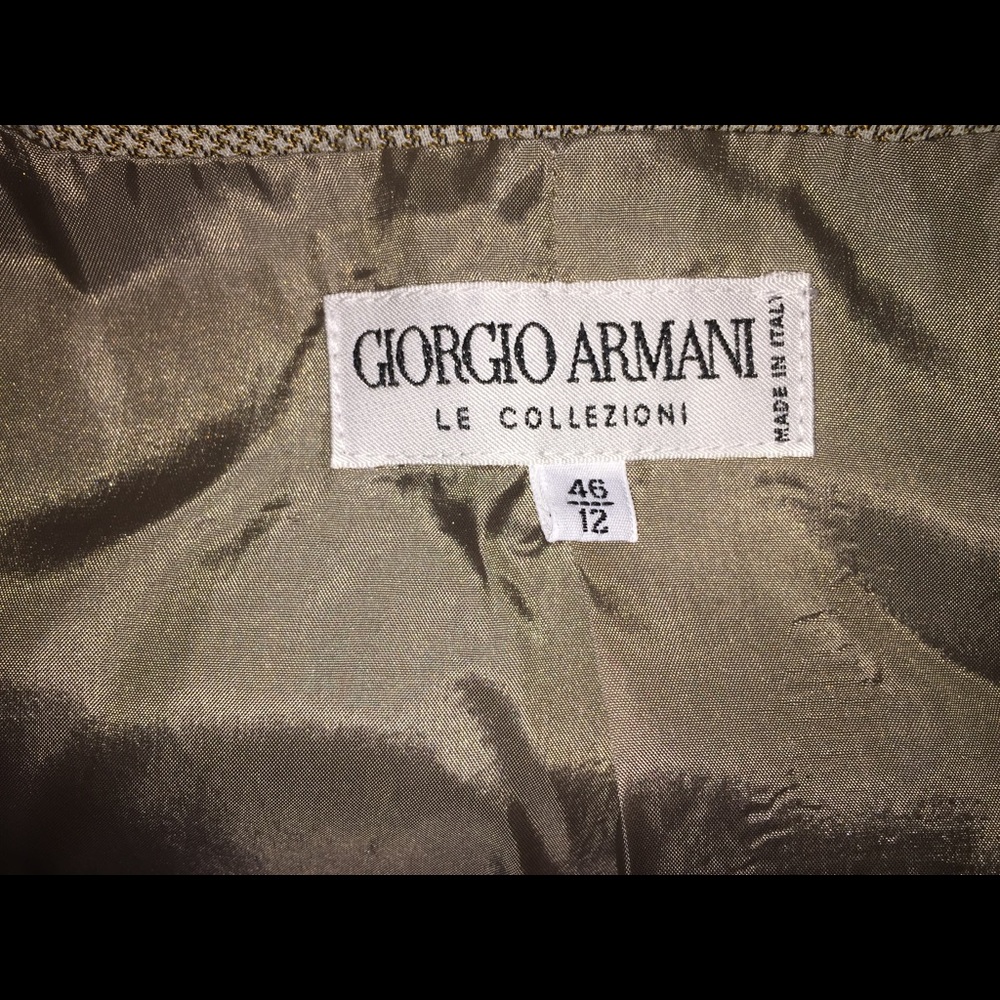 GIORGIO ARMANI
LE COLLEZIONI
MADE IN ITALY
46
12